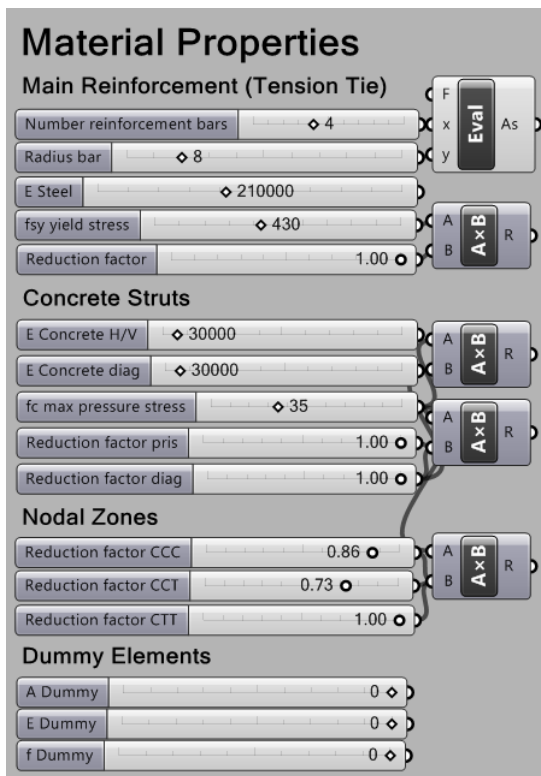 Material Properties
Main Reinforcement (Tension Tie)
Number reinforcement bars 4
Radius bar 8
F
x
y
Eval
As
E Steel 210000
fsy yield stress 430
Reduction factor 1.00
A
B
A×B
R
Concrete Struts
E Concrete H/V 30000
E Concrete diag 30000
A
B
A×B
R
fc max pressure stress 35
Reduction factor pris 1.00
A
B
A×B
R
Reduction factor diag 1.00
Nodal Zones
Reduction factor CCC 0.86
Reduction factor CCT 0.73
A
B
A×B
R
Reduction factor CTT 1.00
Dummy Elements
A Dummy 0
E Dummy 0
f Dummy 0